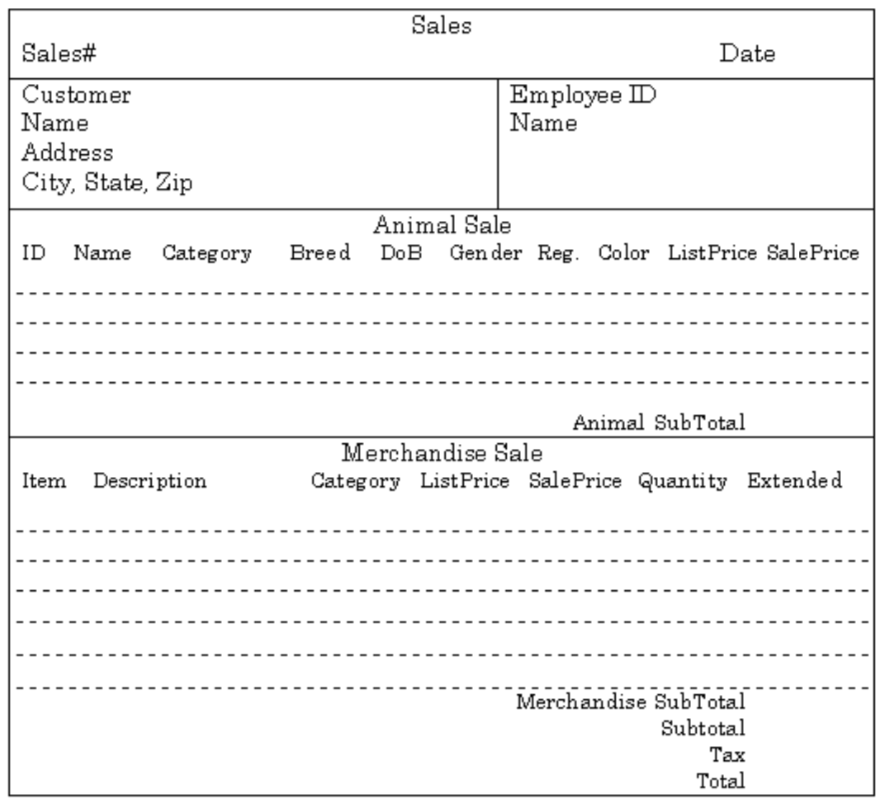 Sales
Sales# Date
Customer
Name
Address
City, State, Zip
Employee ID
Name
Animal Sale
ID Name Category Breed DoB Gender Reg. Color ListPrice SalePrice
Animal SubTotal
Merchandise Sale
Item Description Category ListPrice SalePrice Quantity Extended
Merchandise SubTotal
Subtotal
Tax
Total